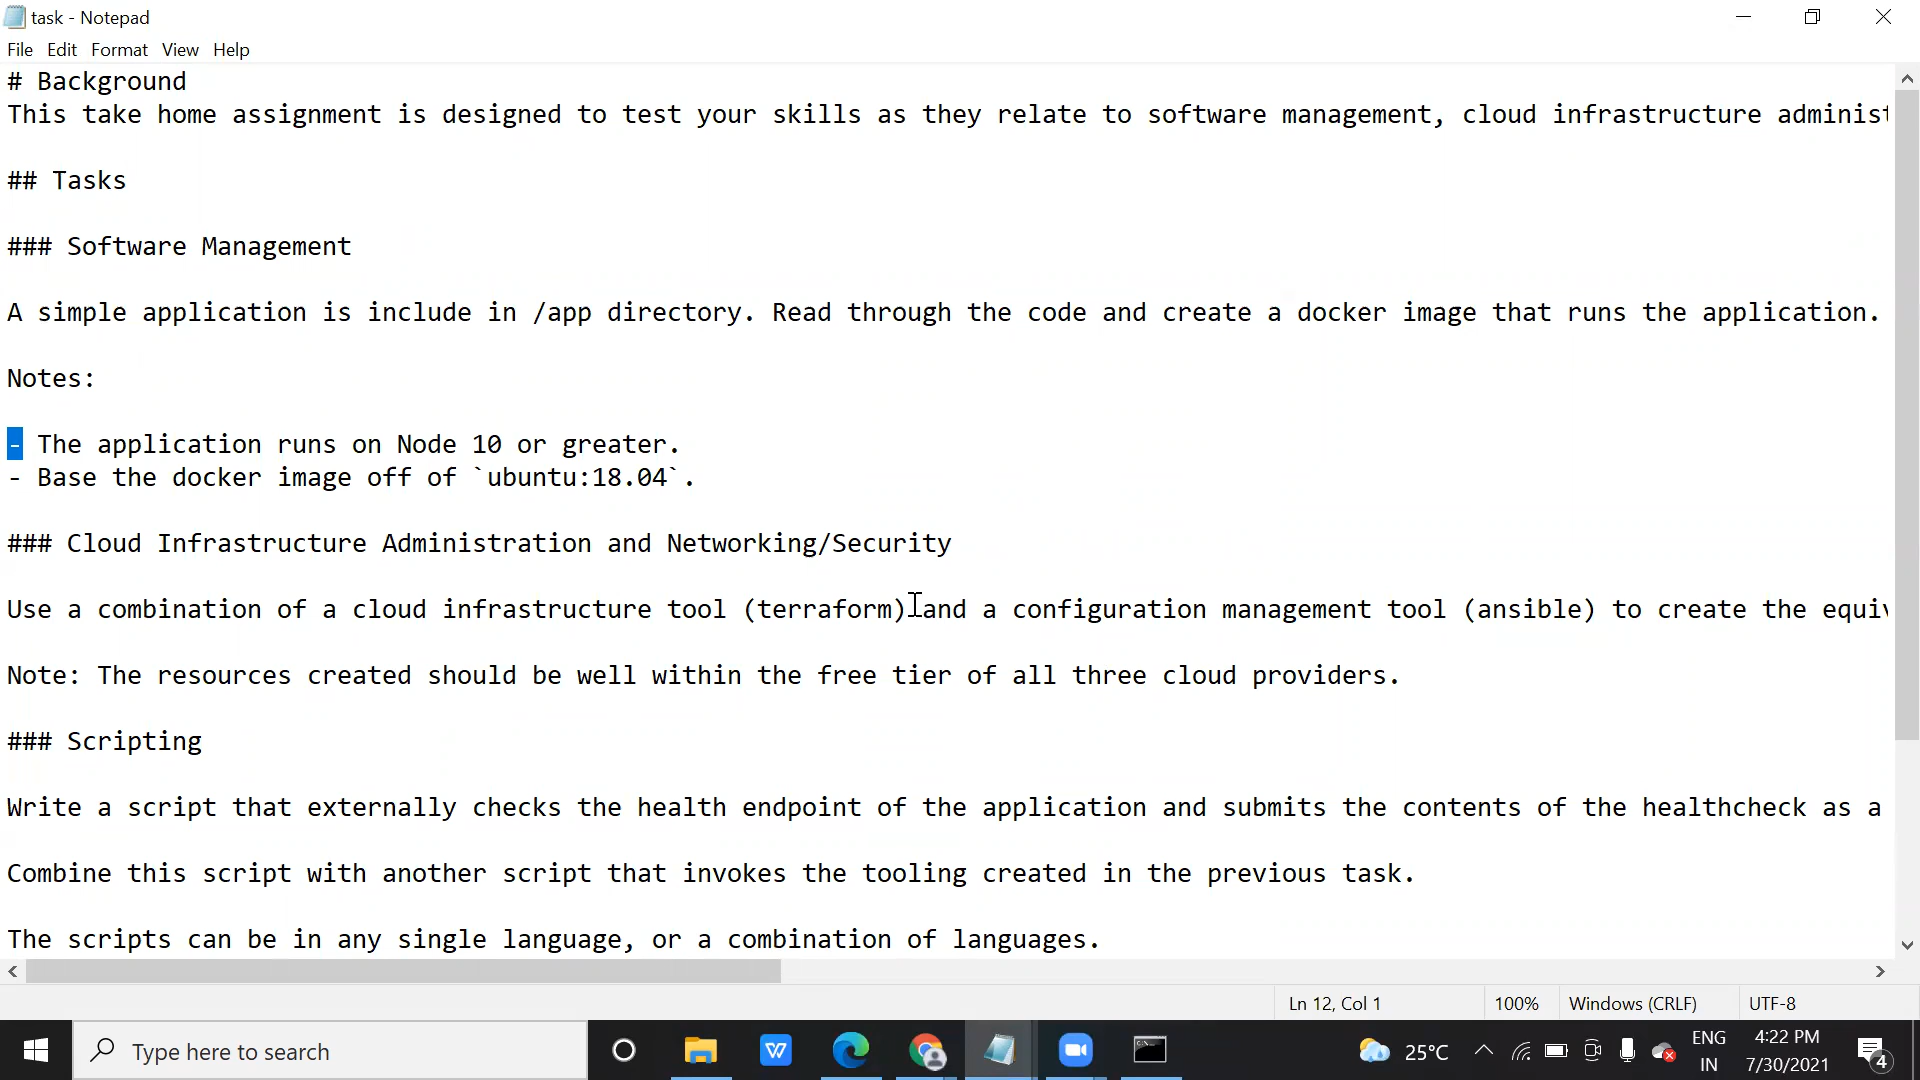 task - Notepad
File Edit Format View Help
# Background
This take home assignment is designed to test your skills as they relate to software management, cloud infrastructure administ
## Tasks
### Software Management
A simple application is include in /app directory. Read through the code and create a docker image that runs the application.
Notes:
- The application runs on Node 10 or greater.
- Base the docker image off of `ubuntu:18.04`.
### Cloud Infrastructure Administration and Networking/Security
Use a combination of a cloud infrastructure tool (terraform) and a configuration management tool (ansible) to create the equiv
Note: The resources created should be well within the free tier of all three cloud providers.
### Scripting
Write a script that externally checks the health endpoint of the application and submits the contents of the healthcheck as a
Combine this script with another script that invokes the tooling created in the previous task.
The scripts can be in any single language, or a combination of languages.
Ln 12, Col 1 100% Windows (CRLF) UTF-8
Type here to search
25°C
ENG
IN
4:22 PM
7/30/2021
4